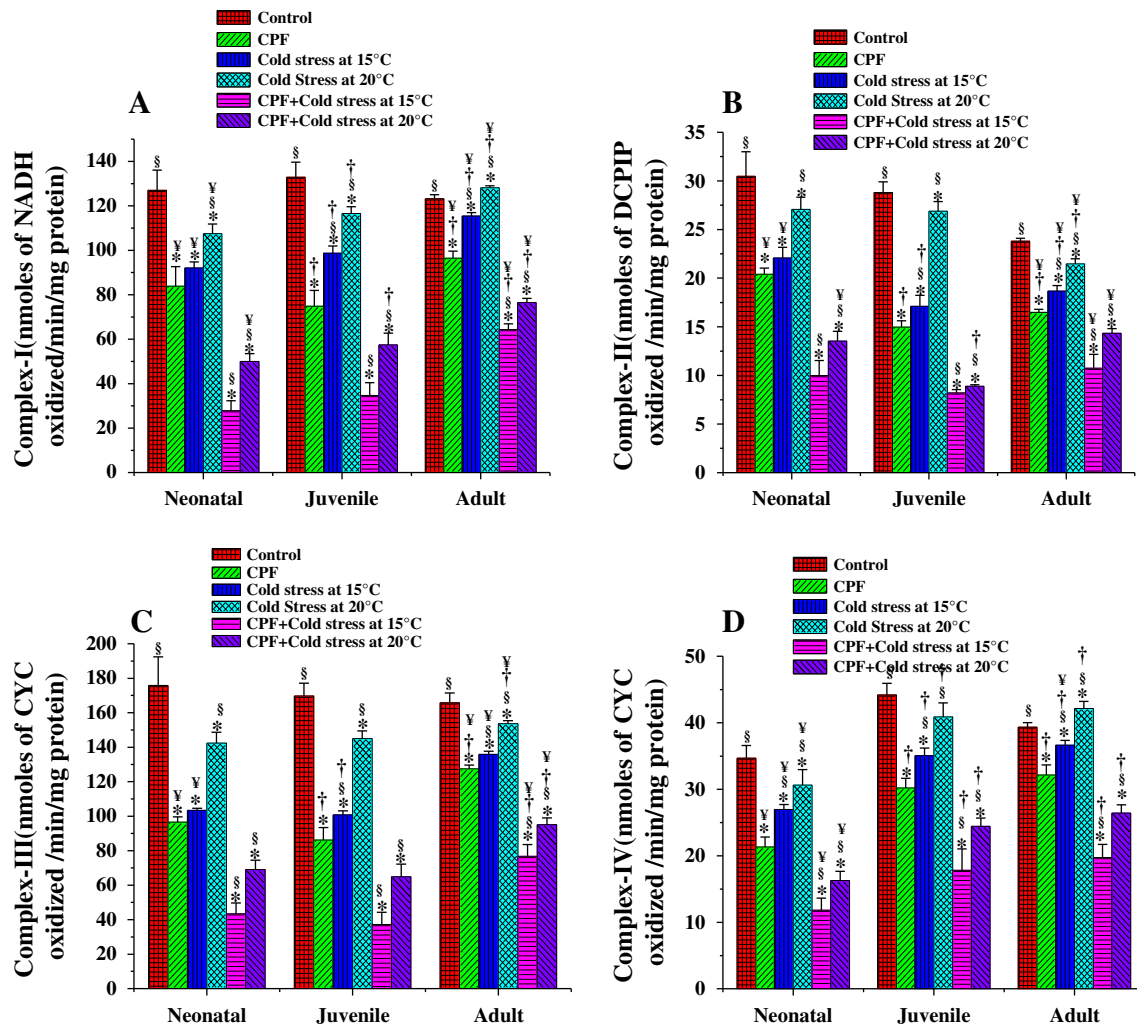 Control
CPF
Cold stress at 15°C
Cold Stress at 20°C
CPF+Cold stress at 15°C
CPF+Cold stress at 20°C
A
Complex-I(nmoles of NADH
oxidized/min/mg protein)
140
120
100
80
60
40
20
0
Neonatal Juvenile Adult
Control
CPF
Cold stress at 15°C
Cold Stress at 20°C
CPF+Cold stress at 15°C
CPF+Cold stress at 20°C
B
Complex-II(nmoles of DCPIP
oxidized /min/mg protein)
35
30
25
20
15
10
5
0
Neonatal Juvenile Adult
Control
CPF
Cold stress at 15°C
Cold Stress at 20°C
CPF+Cold stress at 15°C
CPF+Cold stress at 20°C
C
Complex-III(nmoles of CYC
oxidized /min/mg protein)
200
180
160
140
120
100
80
60
40
20
0
Neonatal Juvenile Adult
Control
CPF
Cold stress at 15°C
Cold Stress at 20°C
CPF+Cold stress at 15°C
CPF+Cold stress at 20°C
D
Complex-IV(nmoles of CYC
oxidized /min/ng protein)
50
40
30
20
10
0
Neonatal Juvenile Adult